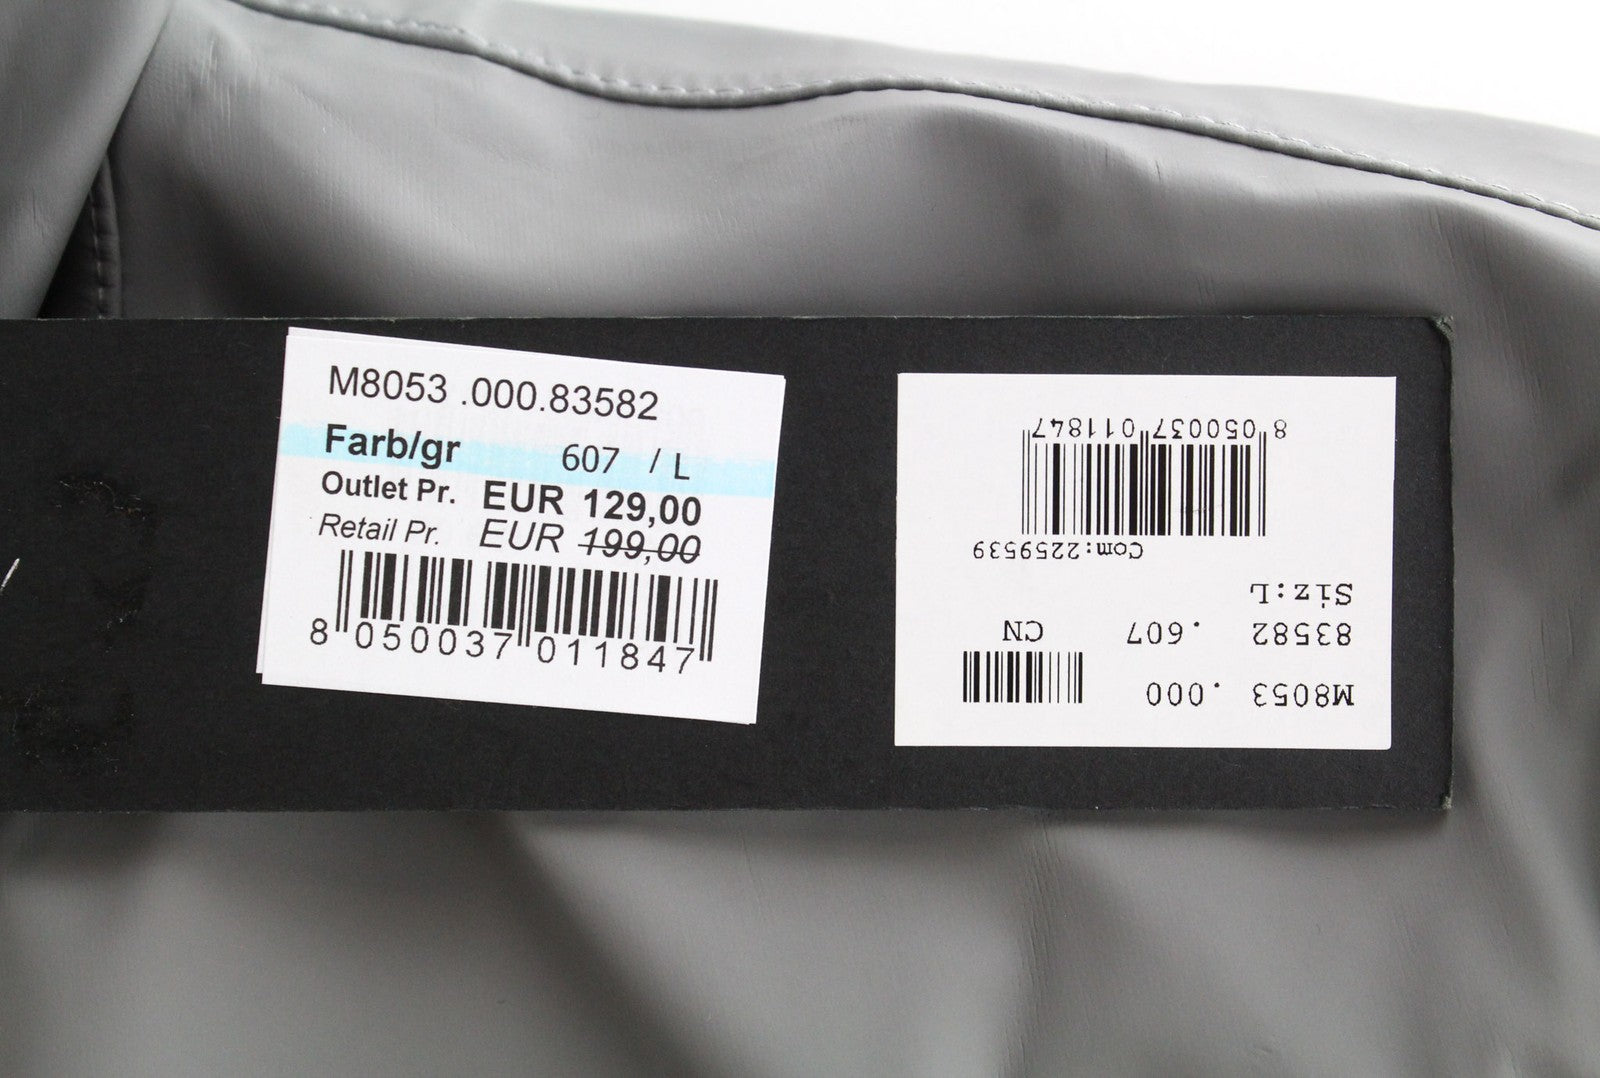 M8053 .000.83582
Farb/gr 607 / L
Outlet Pr. EUR 129,00
Retail Pr. EUR 199,00
8 050037 011847
M8053 .000
83582 .607 CN
Siz:L
Com:2259539
8 050037 011847